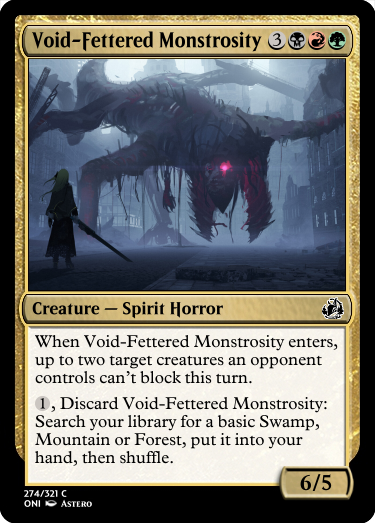 Void-Fettered Monstrosity 3
Creature — Spirit Horror
When Void-Fettered Monstrosity enters,
up to two target creatures an opponent
controls can't block this turn.
1, Discard Void-Fettered Monstrosity:
Search your library for a basic Swamp,
Mountain or Forest, put it into your
hand, then shuffle.
6/5
274/321 C
ONI Astero